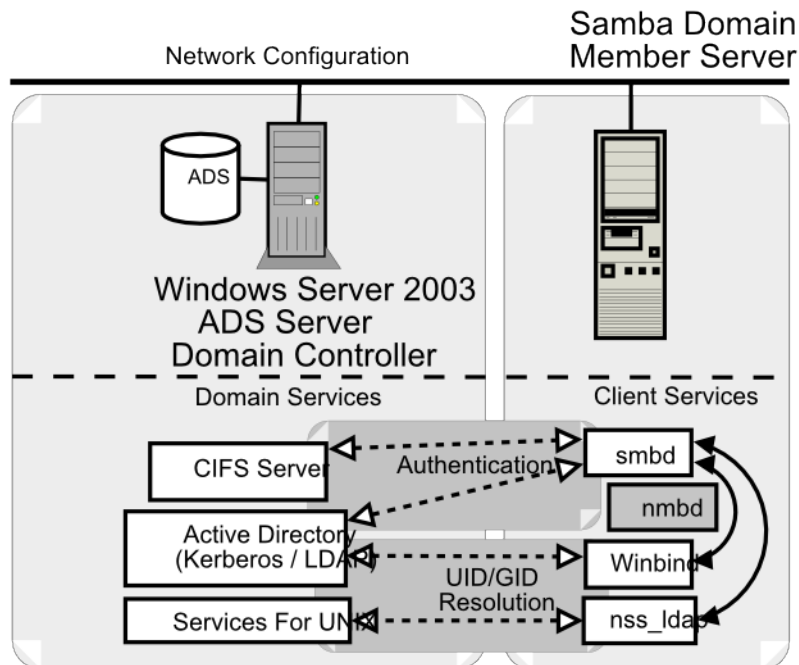 Samba Domain
Member Server
Network Configuration
ADS
Windows Server 2003
ADS Server
Domain Controller
Domain Services
Client Services
CIFS Server
Authentication
smbd
nmbd
Active Directory
(Kerberos / LDAP)
Winbind
UID/GID
Resolution
Services For UNIX
nss_ldap